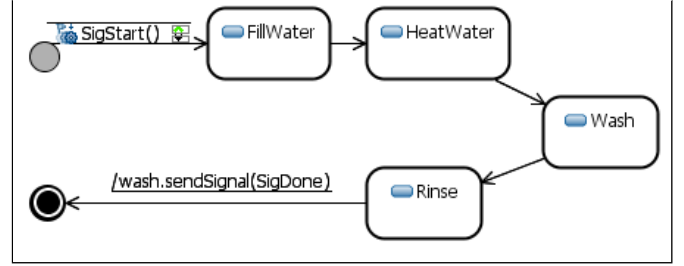 SigStart()
FillWater
HeatWater
Wash
/wash.sendSignal(SigDone)
Rinse